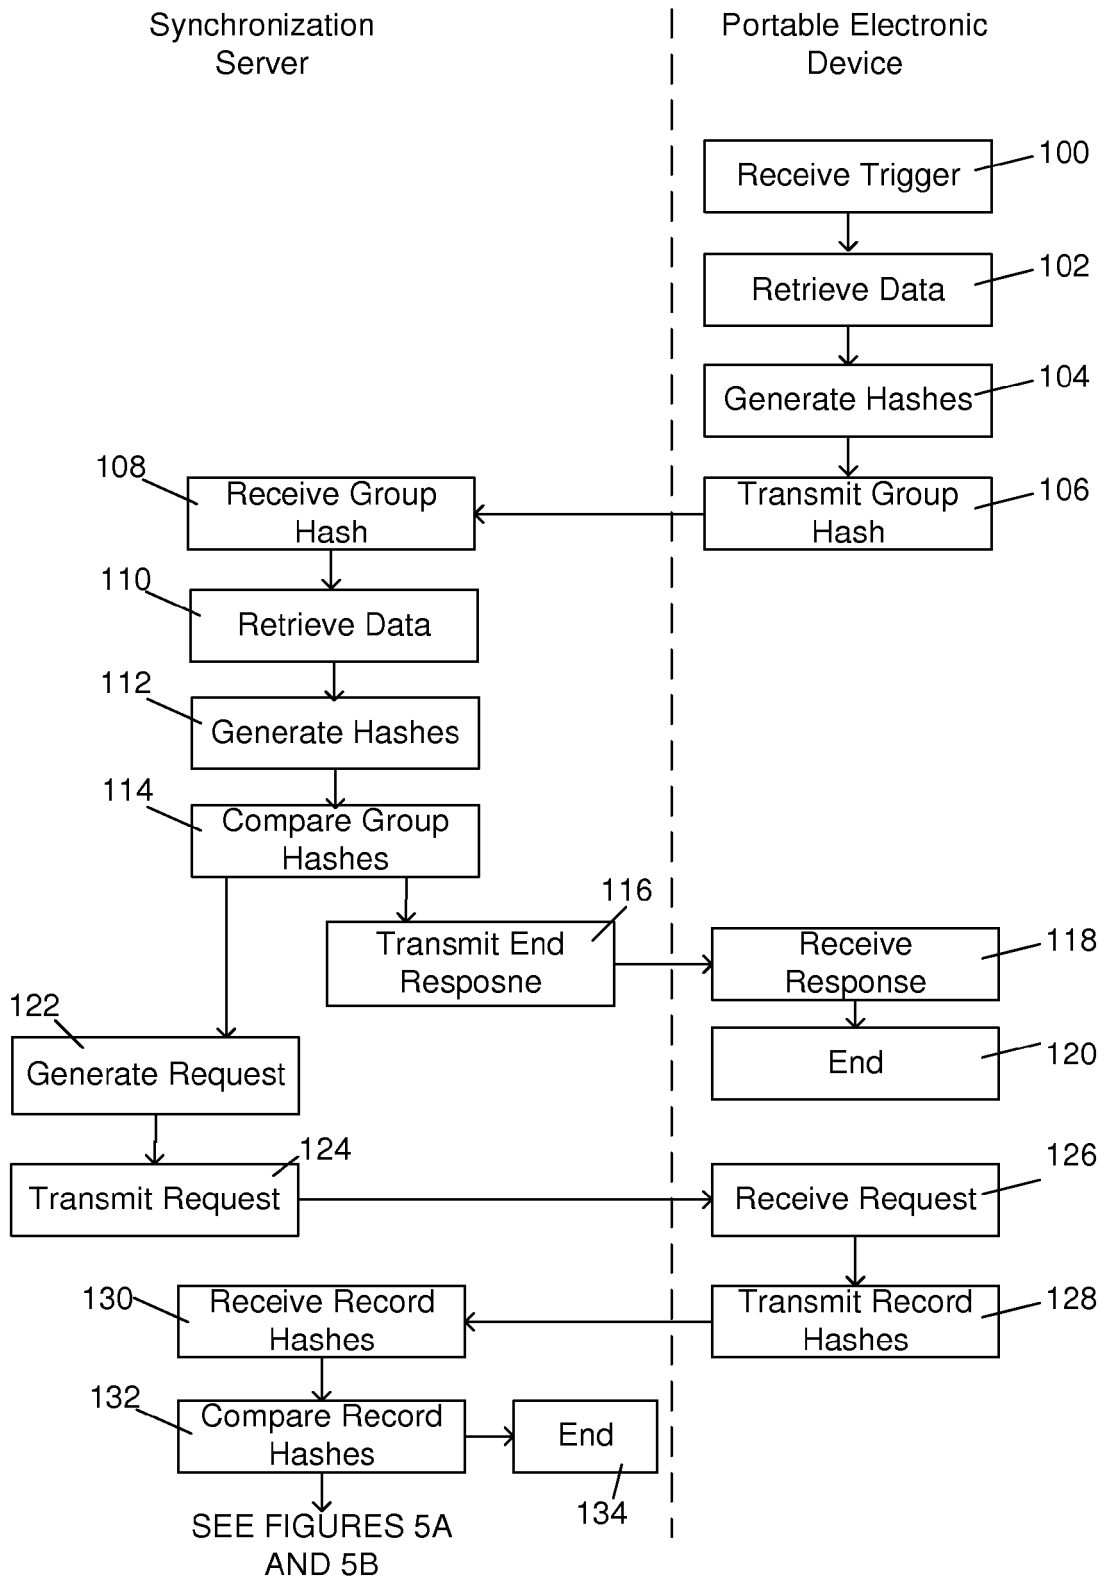 Synchronization
Server
Portable Electronic
Device
Receive Trigger
100
Retrieve Data
102
Generate Hashes
104
108
Receive Group
Hash
Transmit Group
Hash
106
110
Retrieve Data
112
Generate Hashes
114
Compare Group
Hashes
116
Transmit End
Resposne
Receive
Response
118
122
Generate Request
End
120
124
Transmit Request
Receive Request
126
130
Receive Record
Hashes
Transmit Record
Hashes
128
132
Compare Record
Hashes
End
134
SEE FIGURES 5A
AND 5B